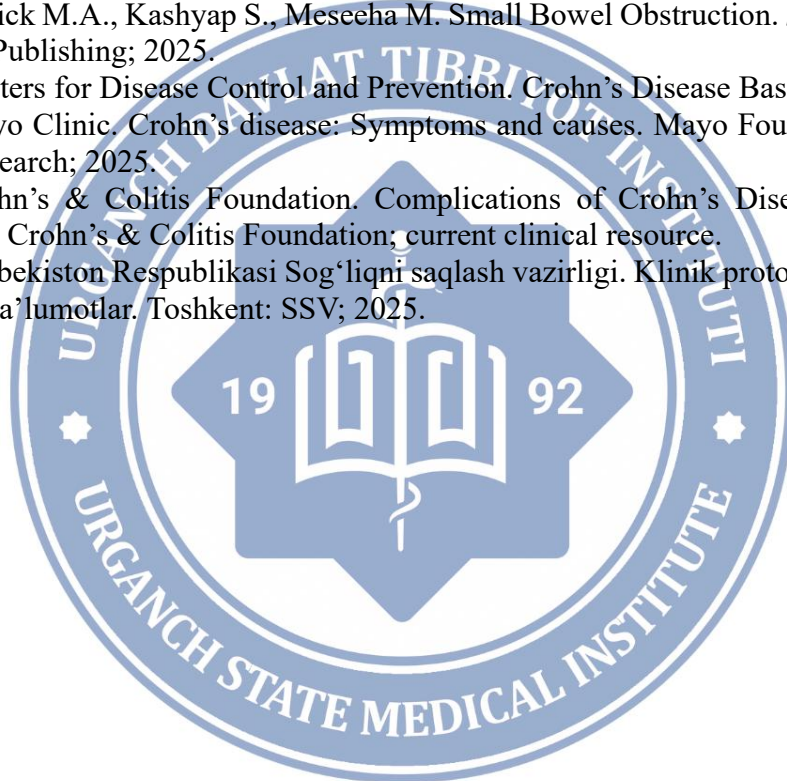 ick M.A., Kashyap S., Meseeha M. Small Bowel Obstruction.
Publishing; 2025.
ters for Disease Control and Prevention. Crohn’s Disease Bas
yo Clinic. Crohn’s disease: Symptoms and causes. Mayo Fou
earch; 2025.
hn’s & Colitis Foundation. Complications of Crohn’s Dise
Crohn’s & Colitis Foundation; current clinical resource.
bekiston Respublikasi Sog‘liqni saqlash vazirligi. Klinik proto
a’lumotlar. Toshkent: SSV; 2025.
URGANCH DAVLAT TIBBIYOT INSTITUTI
19 92
URGANCH STATE MEDICAL INSTITUTE